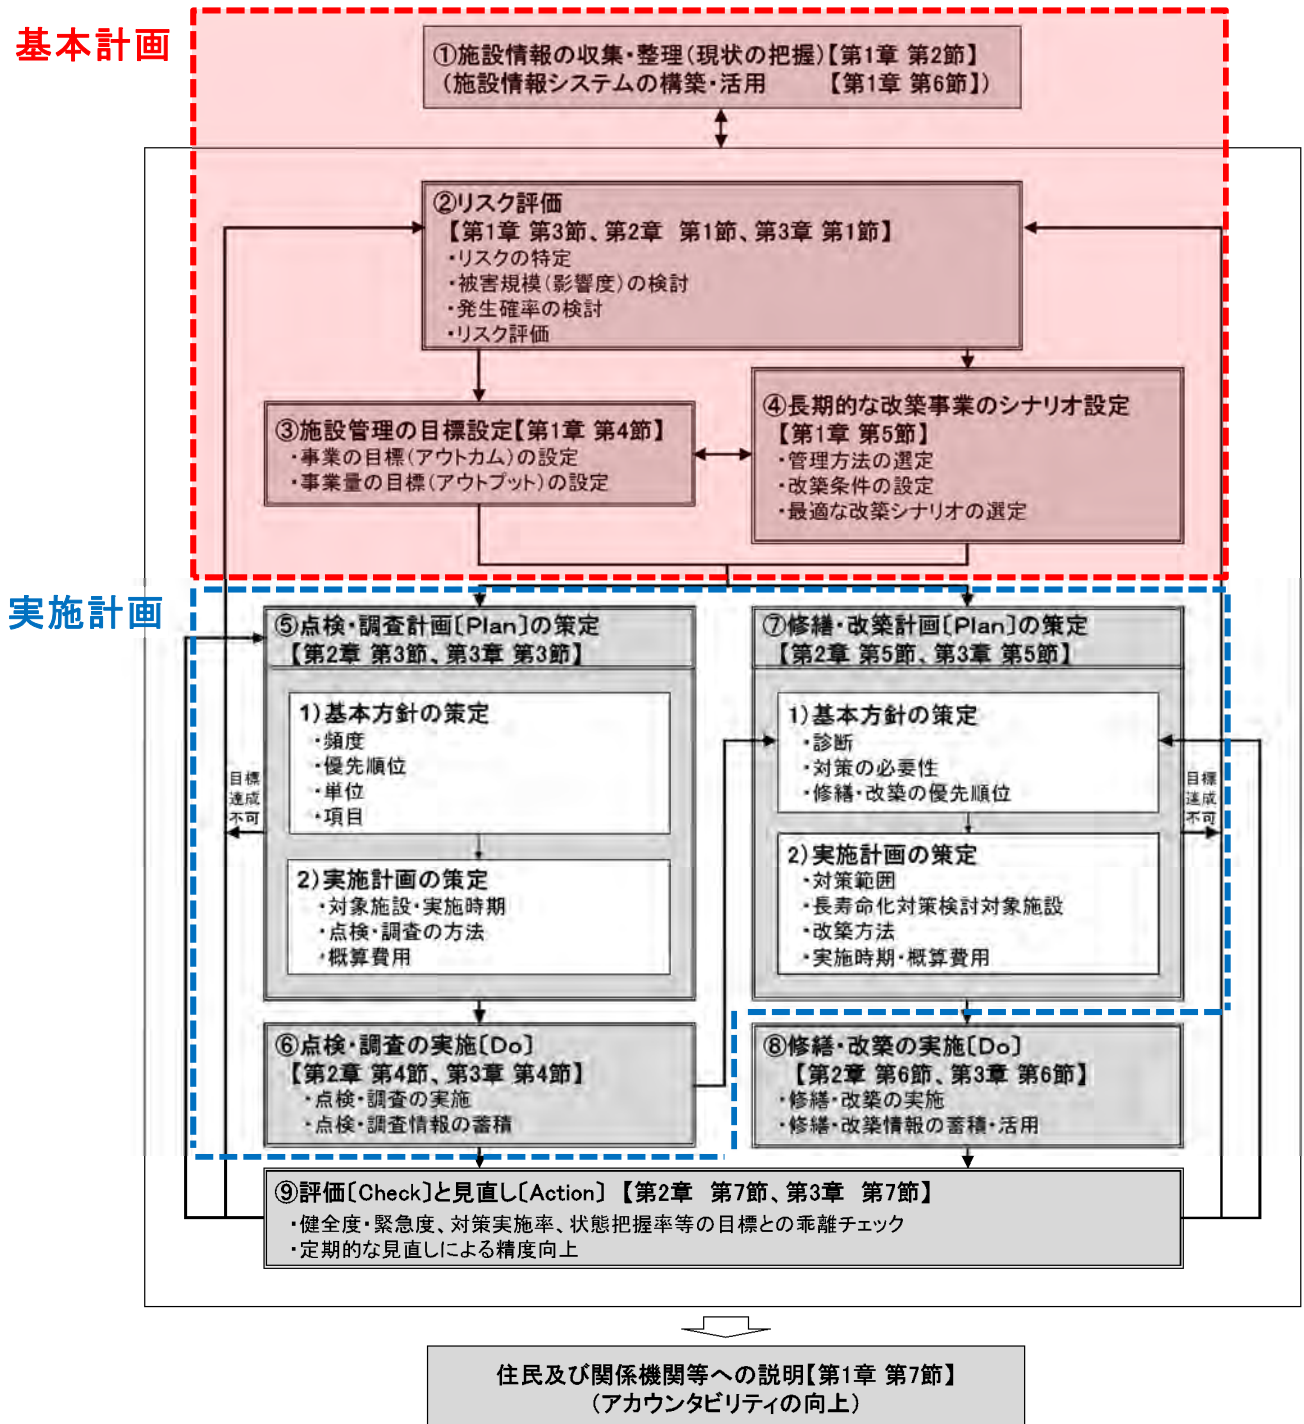 基本計画
①施設情報の収集・整理(現状の把握)【第1章 第2節】
(施設情報システムの構築・活用　　【第1章 第6節】)
②リスク評価
【第1章 第3節、第2章 第1節、第3章 第1節】
・リスクの特定
・被害規模(影響度)の検討
・発生確率の検討
・リスク評価
③施設管理の目標設定【第1章 第4節】
・事業の目標(アウトカム)の設定
・事業量の目標(アウトプット)の設定
④長期的な改築事業のシナリオ設定
【第1章 第5節】
・管理方法の選定
・改築条件の設定
・最適な改築シナリオの選定
実施計画
⑤点検・調査計画〔Plan〕の策定
【第2章 第3節、第3章 第3節】
1)基本方針の策定
・頻度
・優先順位
・単位
・項目
目標
達成
不可
2)実施計画の策定
・対象施設・実施時期
・点検・調査の方法
・概算費用
⑦修繕・改築計画〔Plan〕の策定
【第2章 第5節、第3章 第5節】
1)基本方針の策定
・診断
・対策の必要性
・修繕・改築の優先順位
目標
達成
不可
2)実施計画の策定
・対策範囲
・長寿命化対策検討対象施設
・改築方法
・実施時期・概算費用
⑥点検・調査の実施〔Do〕
【第2章 第4節、第3章 第4節】
・点検・調査の実施
・点検・調査情報の蓄積
⑧修繕・改築の実施〔Do〕
【第2章 第6節、第3章 第6節】
・修繕・改築の実施
・修繕・改築情報の蓄積・活用
⑨評価〔Check〕と見直し〔Action〕【第2章 第7節、第3章 第7節】
・健全度・緊急度、対策実施率、状態把握率等の目標との乖離チェック
・定期的な見直しによる精度向上
住民及び関係機関等への説明【第1章 第7節】
(アカウンタビリティの向上)